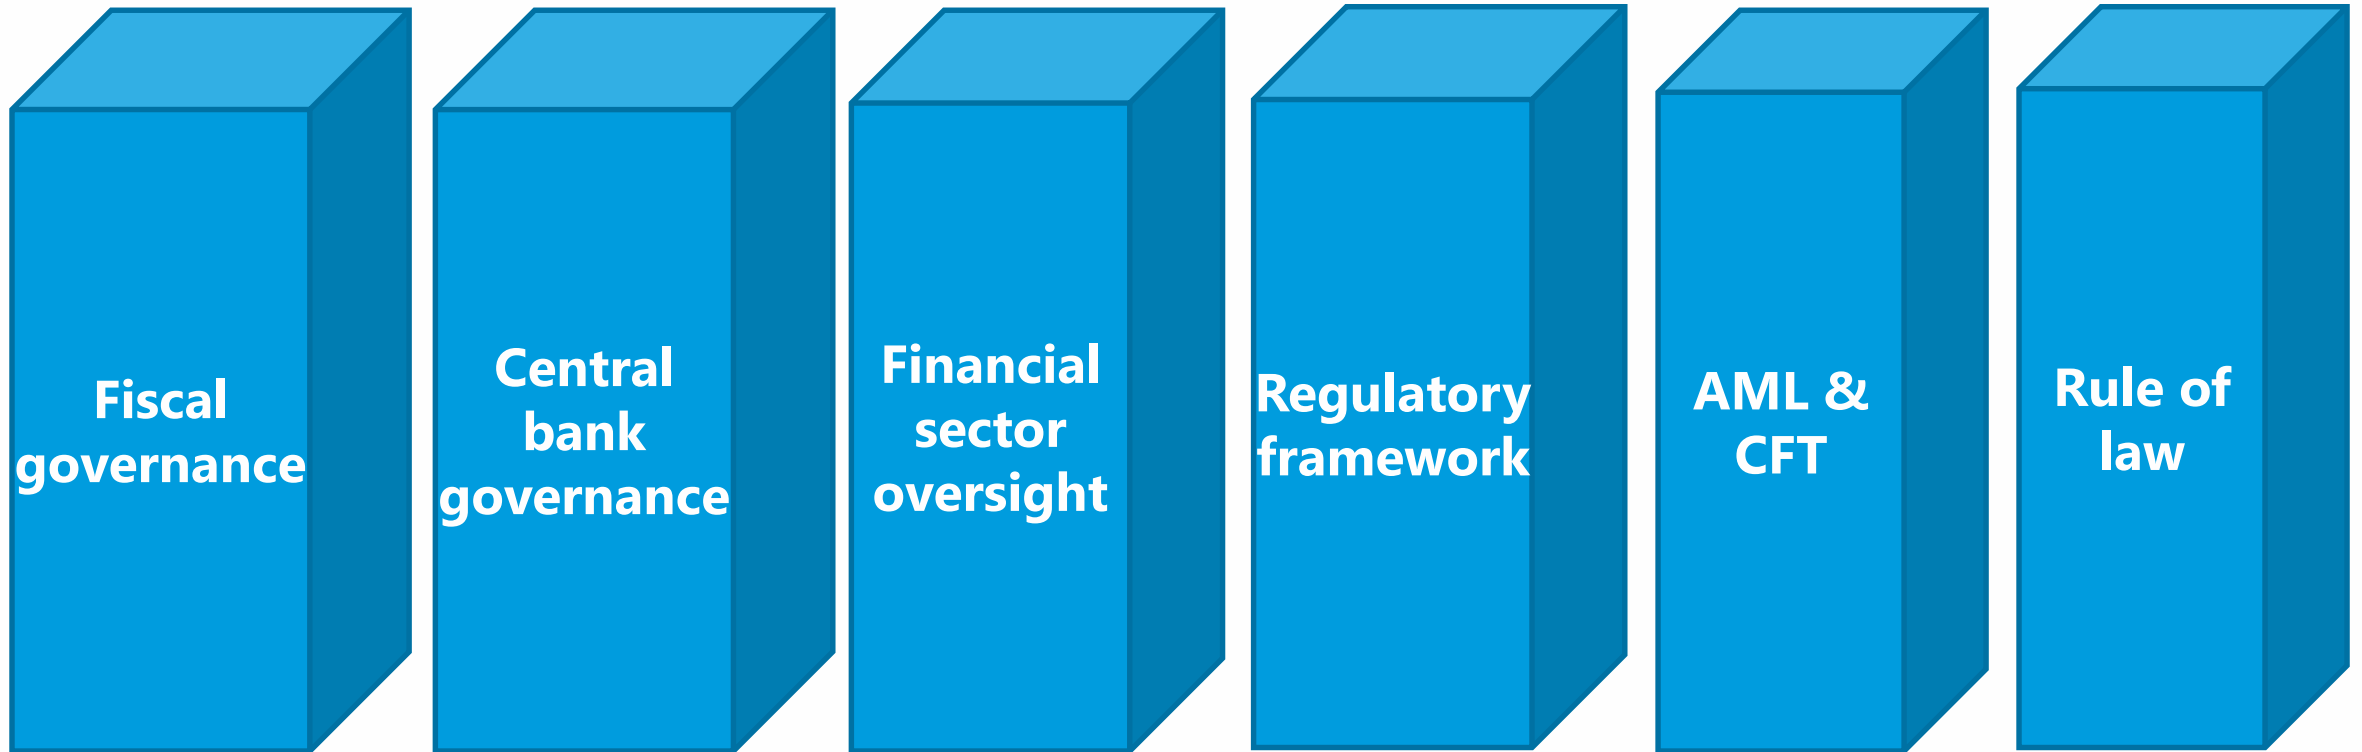 Fiscal
governance
Central
bank
governance
Financial
sector
oversight
Regulatory
framework
AML &
CFT
Rule of
law